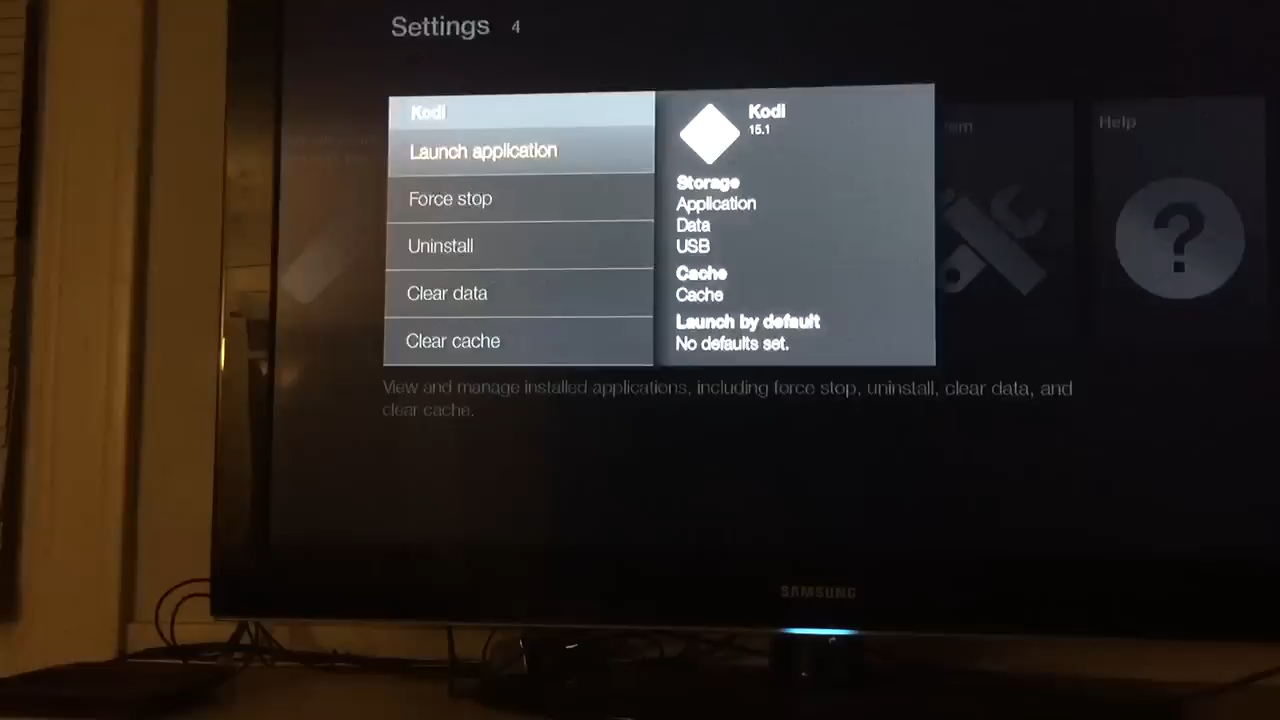 Settings 4
Kodi
Launch application
Force stop
Uninstall
Clear data
Clear cache
Kodi
15.1
Storage
Application
Data
USB
Cache
Cache
Launch by default
No defaults set.
Help
View and manage installed applications, including force stop, uninstall, clear data, and
clear cache.
SAMSUNG